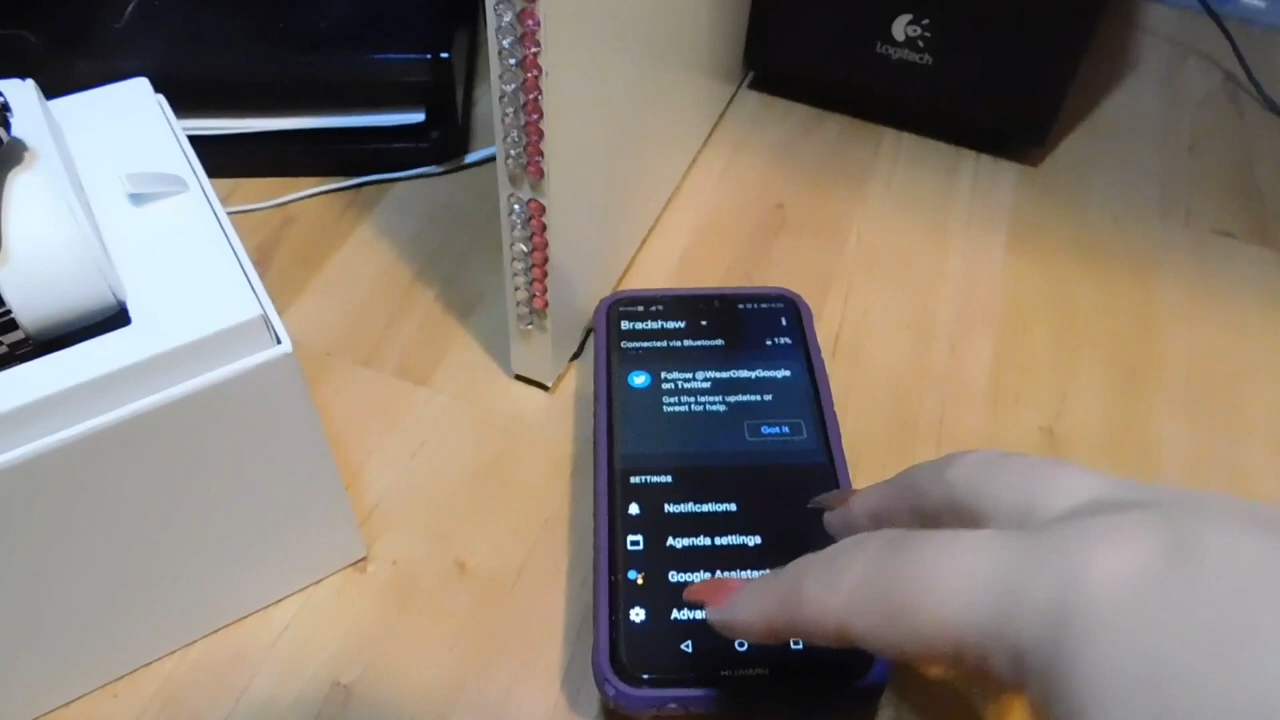 Logitech
Bradshaw
Connected via Bluetooth
13%
Follow @WearOSbyGoogle
on Twitter
Get the latest updates or
tweet for help.
Got it
SETTINGS
Notifications
Agenda settings
Google Assistant
Advan
HUAWEI